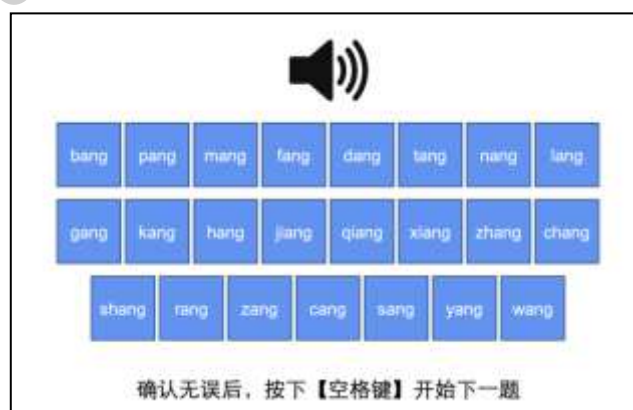 bang pang mang fang dang tang nang lang
gang kang hang jiang qiang xiang zhang chang
shang rang zang cang sang yang wang
确认无误后，按下【空格键】开始下一题